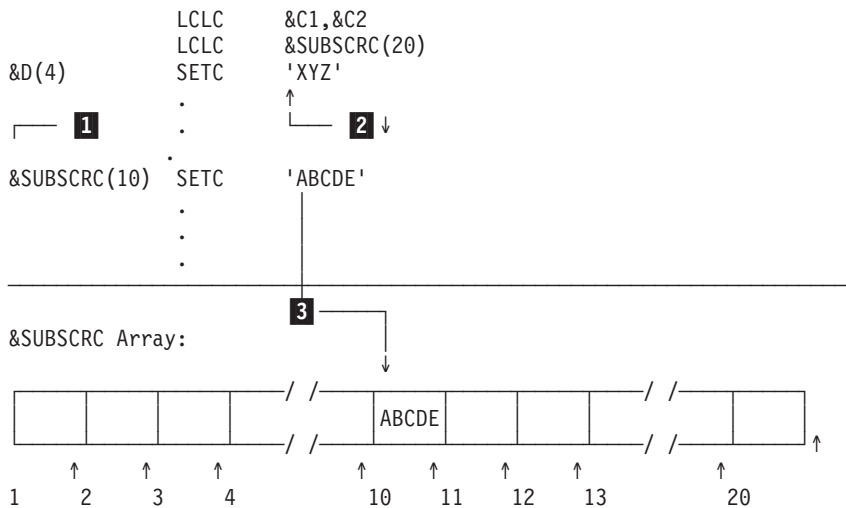 LCLC &C1,&C2
LCLC &SUBSCRC(20)
&D(4) SETC 'XYZ'
.
1 . 2
.
&SUBSCRC(10) SETC 'ABCDE'
.
.
.
3
&SUBSCRC Array:
/ / / /
ABCDE
/ / / /
1 2 3 4 10 11 12 13 20